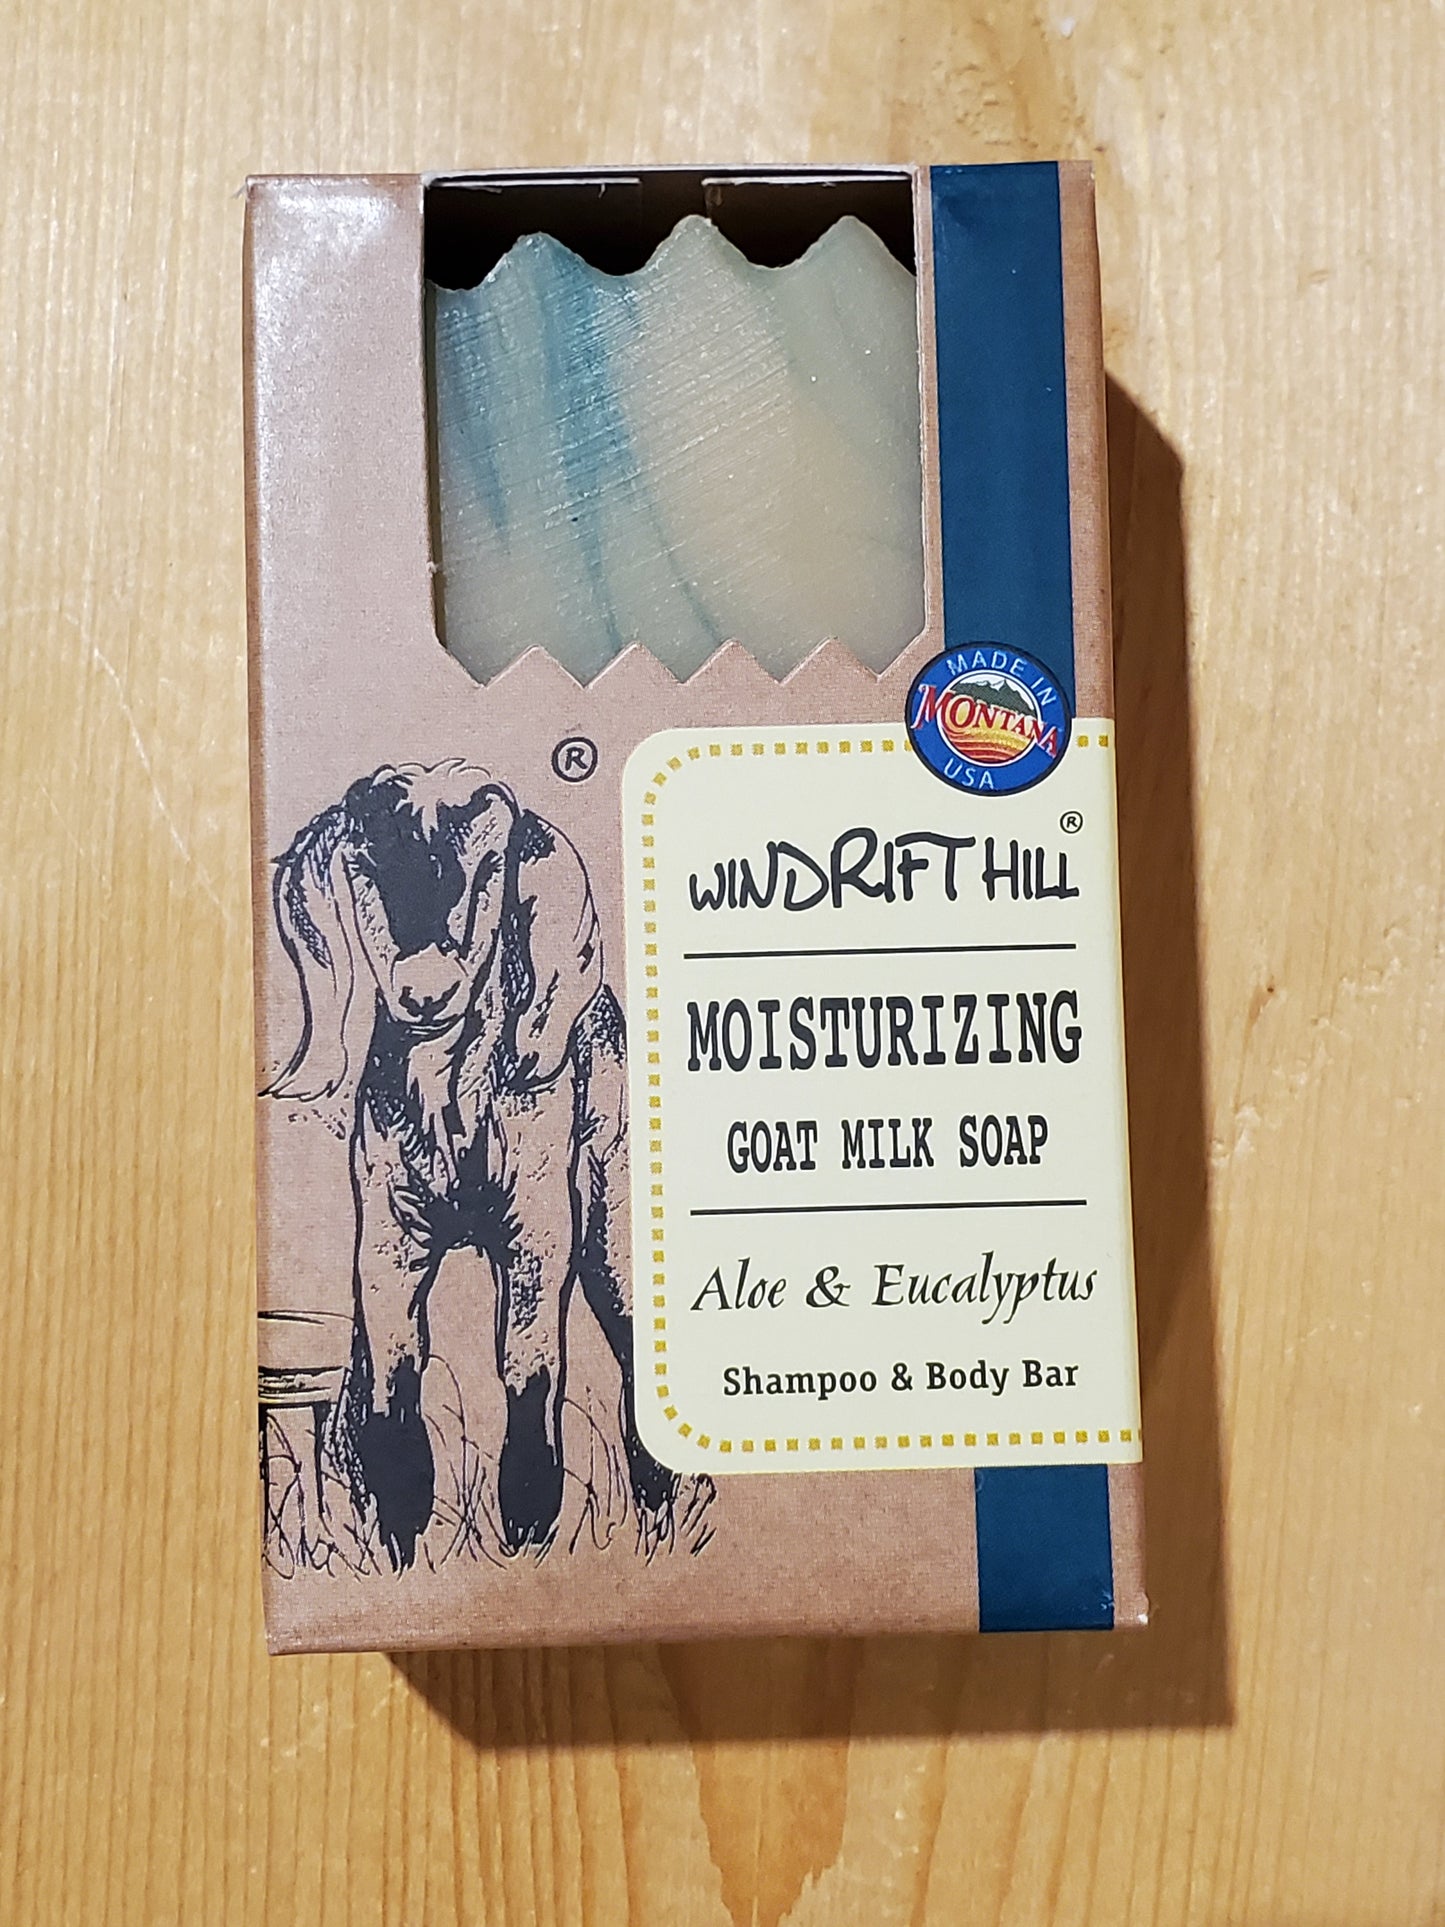 MADE IN
MONTANA
USA
®
®
WINDRIFT HILL
MOISTURIZING
GOAT MILK SOAP
Aloe & Eucalyptus
Shampoo & Body Bar